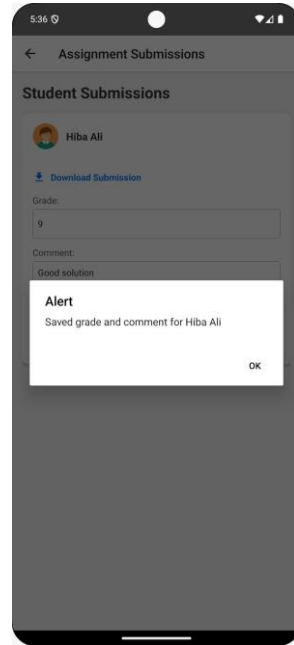 5:36
Assignment Submissions
Student Submissions
Hiba Ali
Download Submission
Grade:
9
Comment:
Good solution
Alert
Saved grade and comment for Hiba Ali
OK